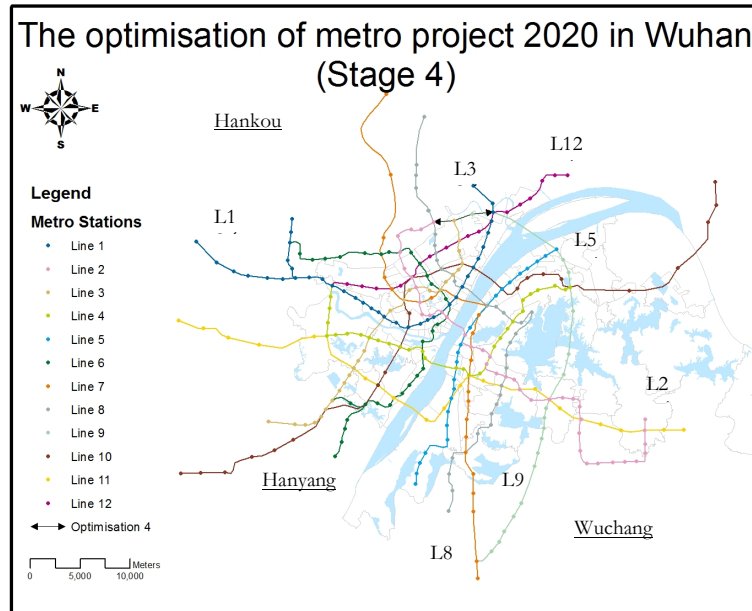 The optimisation of metro project 2020 in Wuhan
(Stage 4)
N
W E
S
Hankou
L12
L3
Legend
Metro Stations
L1
L5
Line 1
Line 2
Line 3
Line 4
Line 5
Line 6
Line 7
Line 8
Line 9
Line 10
Line 11
Line 12
Optimisation 4
L2
Hanyang
L9
Wuchang
L8
Meters
0 5,000 10,000